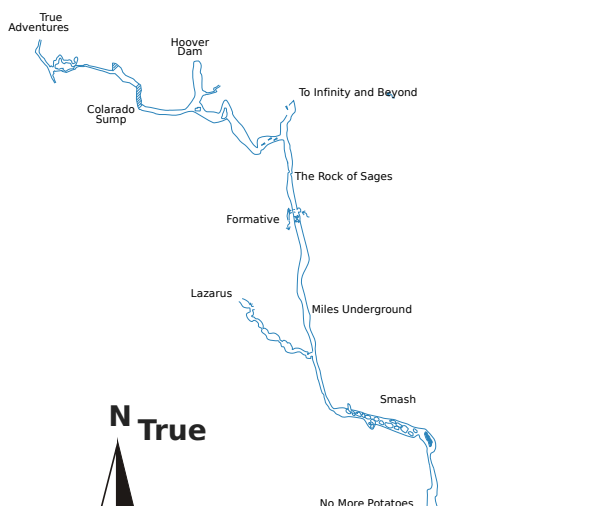 True
Adventures
Hoover
Dam
To Infinity and Beyond
Colarado
Sump
The Rock of Sages
Formative
Lazarus
Miles Underground
Smash
N
True
No More Potatoes